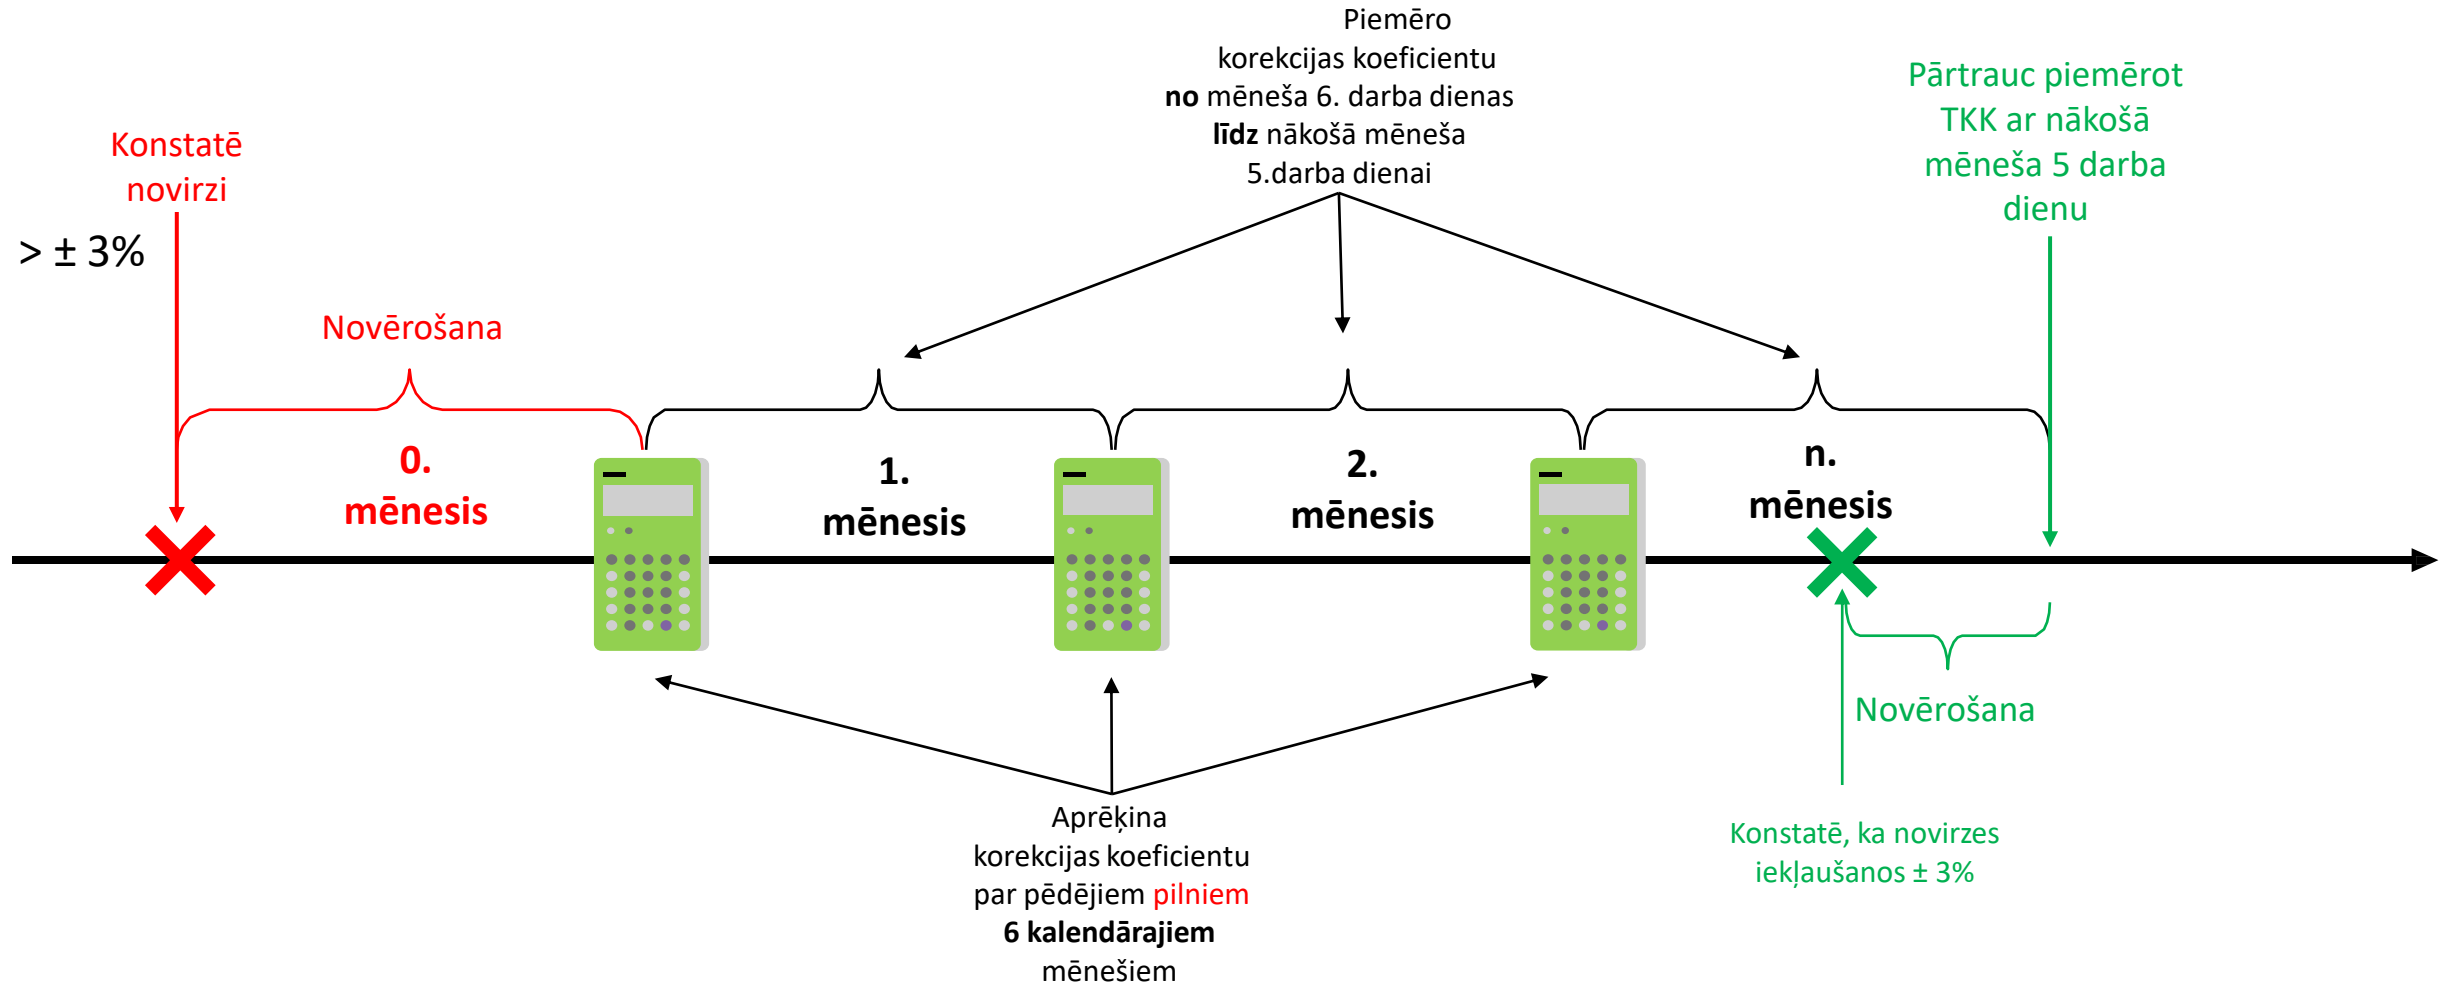 Piemēro
korekcijas koeficientu
no mēneša 6. darba dienas
līdz nākošā mēneša
5.darba dienai
Pārtrauc piemērot
TKK ar nākošā
mēneša 5 darba
dienu
Konstatē
novirzi
> ± 3%
Novērošana
0.
mēnesis
1.
mēnesis
2.
mēnesis
n.
mēnesis
Novērošana
Aprēķina
korekcijas koeficientu
par pēdējiem pilniem
6 kalendārajiem
mēnešiem
Konstatē, ka novirzes
iekļaušanos ± 3%